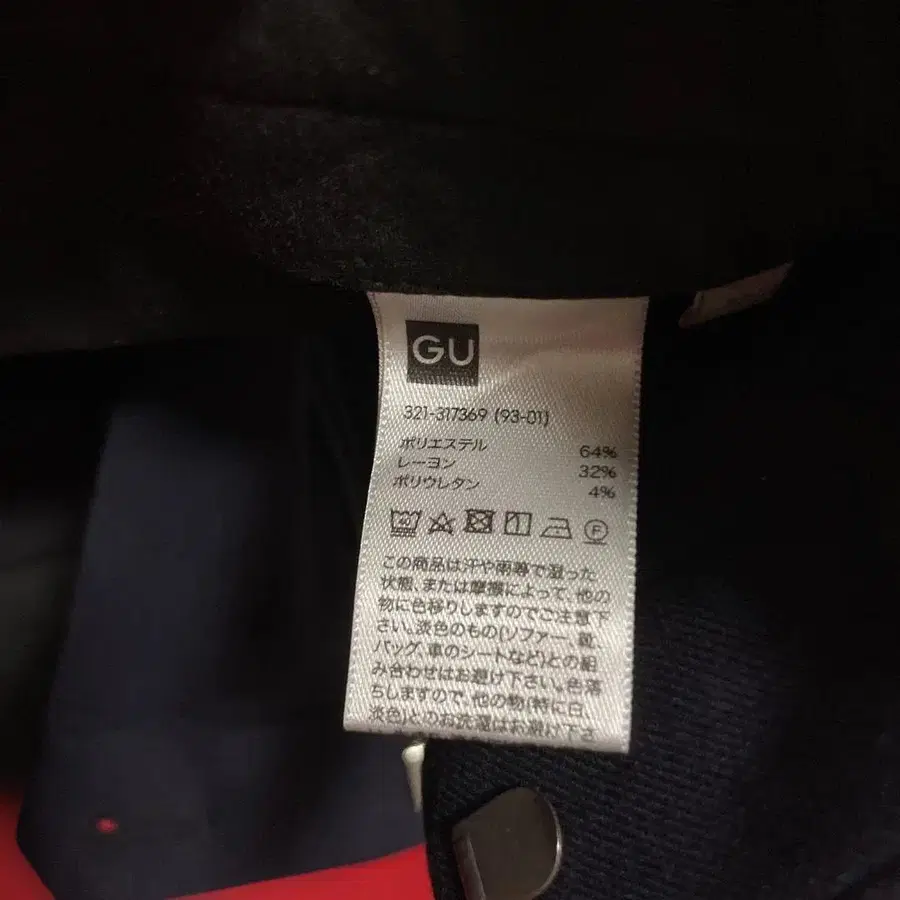 GU
321-317369 (93-01)
ポリエステル 64%
レーヨン 32%
ポリウレタン 4%
40 F
この商品は汗や雨等で湿った
状態、または摩擦によって、他の
物に色移りしますのでご注意下
さい。淡色のもの(ソファー、靴、
バッグ、車のシートなど)との組
み合わせはお避け下さい。色落
ちしますので、他の物(特に白、
淡色)とのお洗濯はお避け下さ